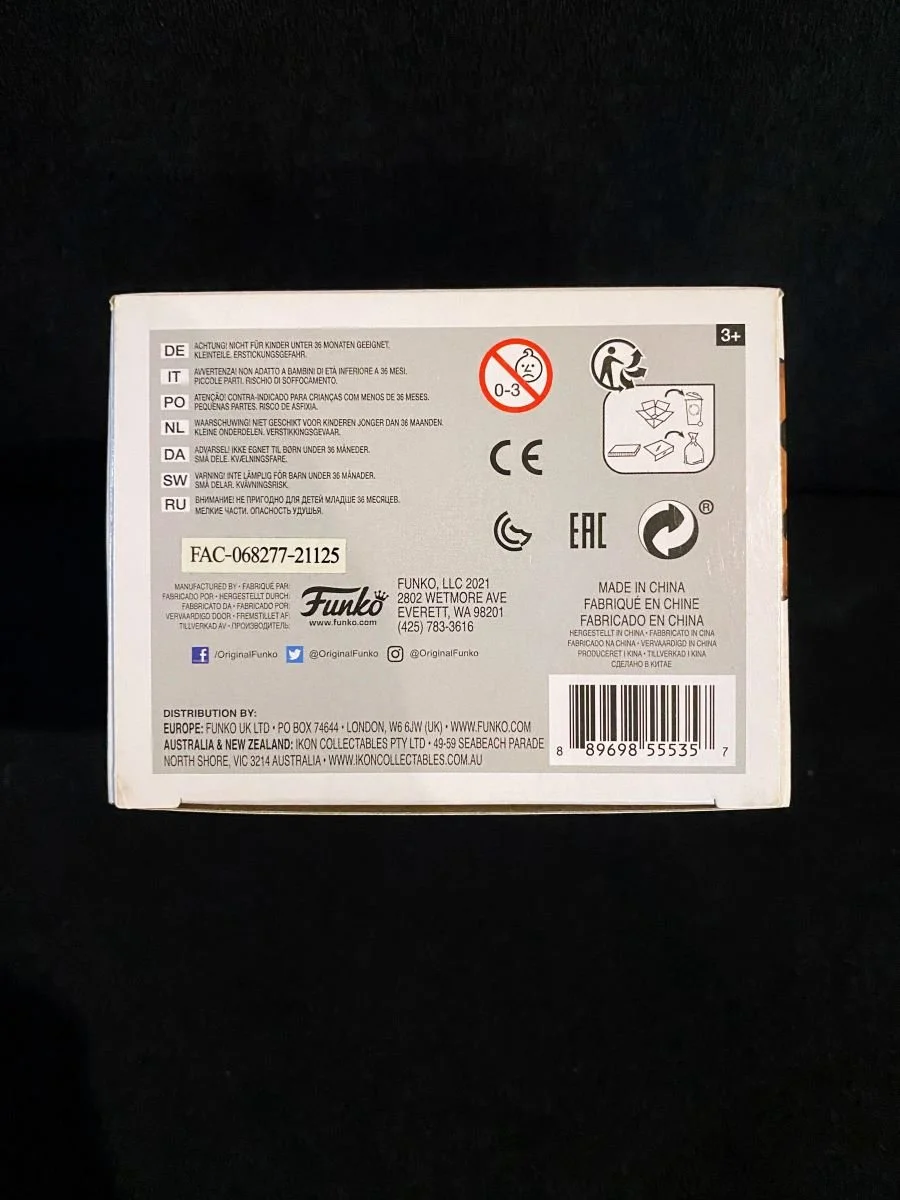 3+
DE ACHTUNG! NICHT FÜR KINDER UNTER 36 MONATEN GEEIGNET.
KLEINTEILE. ERSTICKUNGSGEFAHR.
IT AVVERTENZA! NON ADATTO A BAMBINI DI ETÀ INFERIORE A 36 MESI.
PICCOLE PARTI. RISCHIO DI SOFFOCAMENTO.
PO ATENÇÃO! CONTRA-INDICADO PARA CRIANÇAS COM MENOS DE 36 MESES.
PEQUENAS PARTES. RISCO DE ASFIXIA.
NL WAARSCHUWING! NIET GESCHIKT VOOR KINDEREN JONGER DAN 36 MAANDEN.
KLEINE ONDERDELEN. VERSTIKKINGSGEVAAR.
DA ADVARSEL! IKKE EGNET TIL BØRN UNDER 36 MÅNEDER.
SMÅ DELE. KVÆLNINGSFARE.
SW VARNING! INTE LÄMPLIG FÖR BARN UNDER 36 MÅNADER.
SMÅ DELAR. KVÄVNINGSRISK.
RU ВНИМАНИЕ! НЕ ПРИГОДНО ДЛЯ ДЕТЕЙ МЛАДШЕ 36 МЕСЯЦЕВ.
МЕЛКИЕ ЧАСТИ. ОПАСНОСТЬ УДУШЬЯ.
0-3
CE
EAC
®
FAC-068277-21125
MANUFACTURED BY • FABRIQUÉ PAR:
FABRICADO POR • HERGESTELLT DURCH:
FABBRICATO DA • FABRICADO POR:
VERVAARDIGD DOOR • FREMSTILLET AF:
TILLVERKAD AV • ПРОИЗВОДИТЕЛЬ:
Funko
www.funko.com
FUNKO, LLC 2021
2802 WETMORE AVE
EVERETT, WA 98201
(425) 783-3616
MADE IN CHINA
FABRIQUÉ EN CHINE
FABRICADO EN CHINA
HERGESTELLT IN CHINA • FABBRICATO IN CINA
FABRICADO NA CHINA • VERVAARDIGD IN CHINA
PRODUCERET I KINA • TILLVERKAD I KINA
СДЕЛАНО В КИТАЕ
f /OriginalFunko @OriginalFunko @OriginalFunko
DISTRIBUTION BY:
EUROPE: FUNKO UK LTD • PO BOX 74644 • LONDON, W6 6JW (UK) • WWW.FUNKO.COM
AUSTRALIA & NEW ZEALAND: IKON COLLECTABLES PTY LTD • 49-59 SEABEACH PARADE
NORTH SHORE, VIC 3214 AUSTRALIA • WWW.IKONCOLLECTABLES.COM.AU
8 89698 55535 7